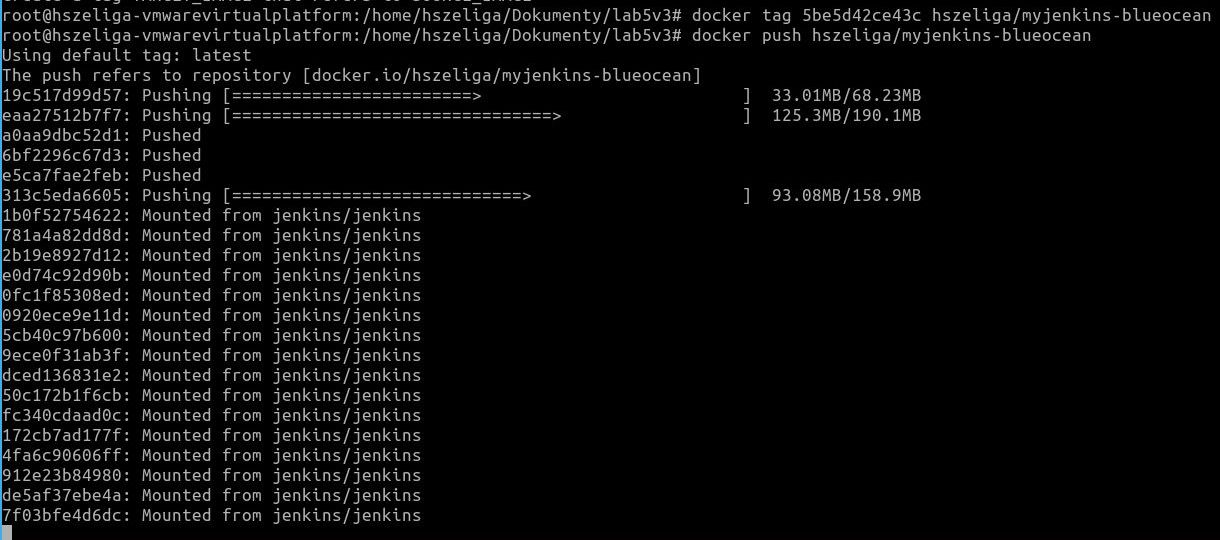 root@hszeliga-vmwarevirtualplatform:/home/hszeliga/Dokumenty/lab5v3# docker tag 5be5d42ce43c hszeliga/myjenkins-blueocean
root@hszeliga-vmwarevirtualplatform:/home/hszeliga/Dokumenty/lab5v3# docker push hszeliga/myjenkins-blueocean
Using default tag: latest
The push refers to repository [docker.io/hszeliga/myjenkins-blueocean]
19c517d99d57: Pushing [========================>                          ]  33.01MB/68.23MB
eaa27512b7f7: Pushing [================================>                  ]  125.3MB/190.1MB
a0aa9dbc52d1: Pushed
6bf2296c67d3: Pushed
e5ca7fae2feb: Pushed
313c5eda6605: Pushing [=============================>                     ]  93.08MB/158.9MB
1b0f52754622: Mounted from jenkins/jenkins
781a4a82dd8d: Mounted from jenkins/jenkins
2b19e8927d12: Mounted from jenkins/jenkins
e0d74c92d90b: Mounted from jenkins/jenkins
0fc1f85308ed: Mounted from jenkins/jenkins
0920ece9e11d: Mounted from jenkins/jenkins
5cb40c97b600: Mounted from jenkins/jenkins
9ece0f31ab3f: Mounted from jenkins/jenkins
dced136831e2: Mounted from jenkins/jenkins
50c172b1f6cb: Mounted from jenkins/jenkins
fc340cdaad0c: Mounted from jenkins/jenkins
172cb7ad177f: Mounted from jenkins/jenkins
4fa6c90606ff: Mounted from jenkins/jenkins
912e23b84980: Mounted from jenkins/jenkins
de5af37ebe4a: Mounted from jenkins/jenkins
7f03bfe4d6dc: Mounted from jenkins/jenkins